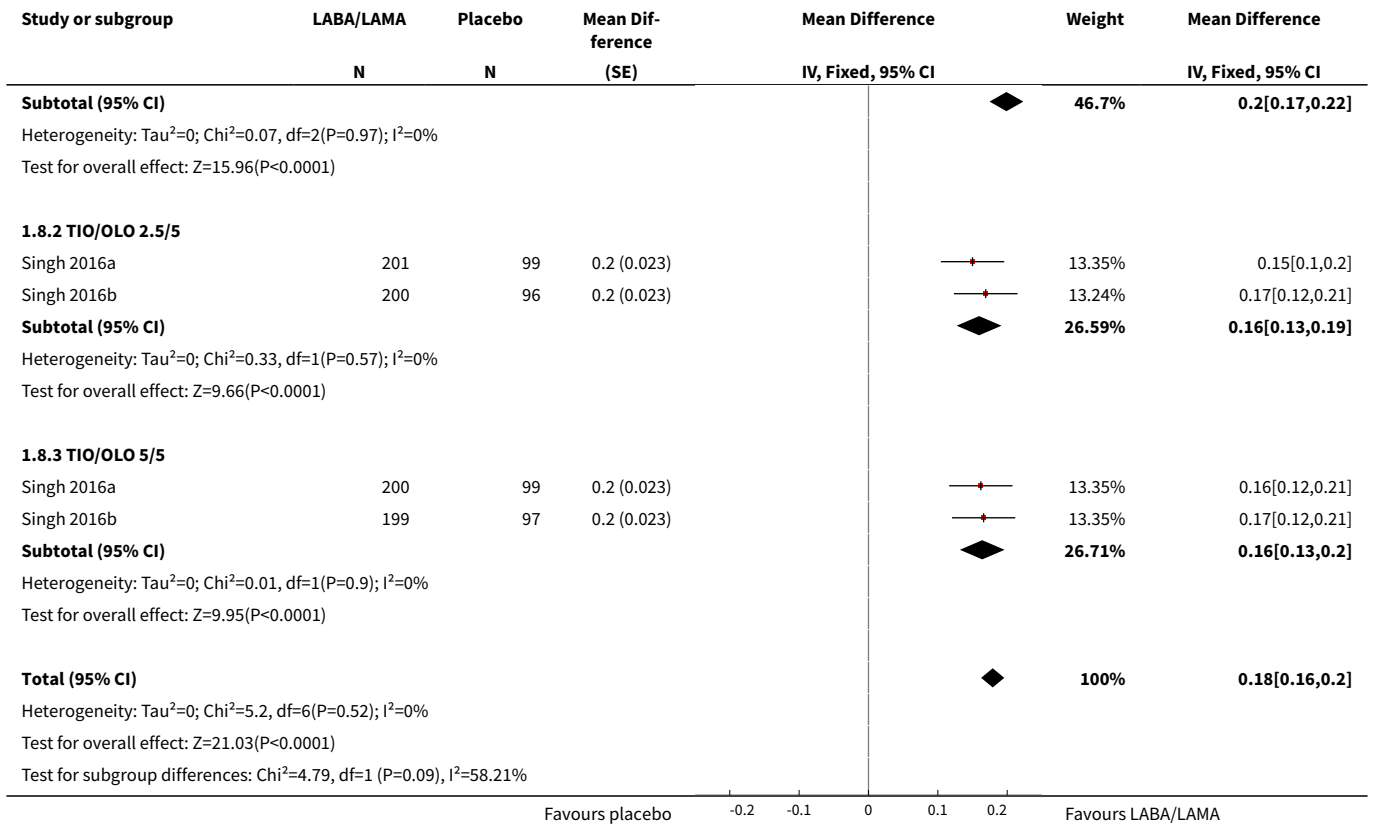 Study or subgroup LABA/LAMA Placebo Mean Dif- Mean Difference Weight Mean Difference
ference
N N (SE) IV, Fixed, 95% CI IV, Fixed, 95% CI
Subtotal (95% CI) 46.7% 0.2[0.17,0.22]
Heterogeneity: Tau²=0; Chi²=0.07, df=2(P=0.97); I²=0%
Test for overall effect: Z=15.96(P<0.0001)
1.8.2 TIO/OLO 2.5/5
Singh 2016a 201 99 0.2 (0.023) 13.35% 0.15[0.1,0.2]
Singh 2016b 200 96 0.2 (0.023) 13.24% 0.17[0.12,0.21]
Subtotal (95% CI) 26.59% 0.16[0.13,0.19]
Heterogeneity: Tau²=0; Chi²=0.33, df=1(P=0.57); I²=0%
Test for overall effect: Z=9.66(P<0.0001)
1.8.3 TIO/OLO 5/5
Singh 2016a 200 99 0.2 (0.023) 13.35% 0.16[0.12,0.21]
Singh 2016b 199 97 0.2 (0.023) 13.35% 0.17[0.12,0.21]
Subtotal (95% CI) 26.71% 0.16[0.13,0.2]
Heterogeneity: Tau²=0; Chi²=0.01, df=1(P=0.9); I²=0%
Test for overall effect: Z=9.95(P<0.0001)
Total (95% CI) 100% 0.18[0.16,0.2]
Heterogeneity: Tau²=0; Chi²=5.2, df=6(P=0.52); I²=0%
Test for overall effect: Z=21.03(P<0.0001)
Test for subgroup differences: Chi²=4.79, df=1 (P=0.09), I²=58.21%
Favours placebo -0.2 -0.1 0 0.1 0.2 Favours LABA/LAMA